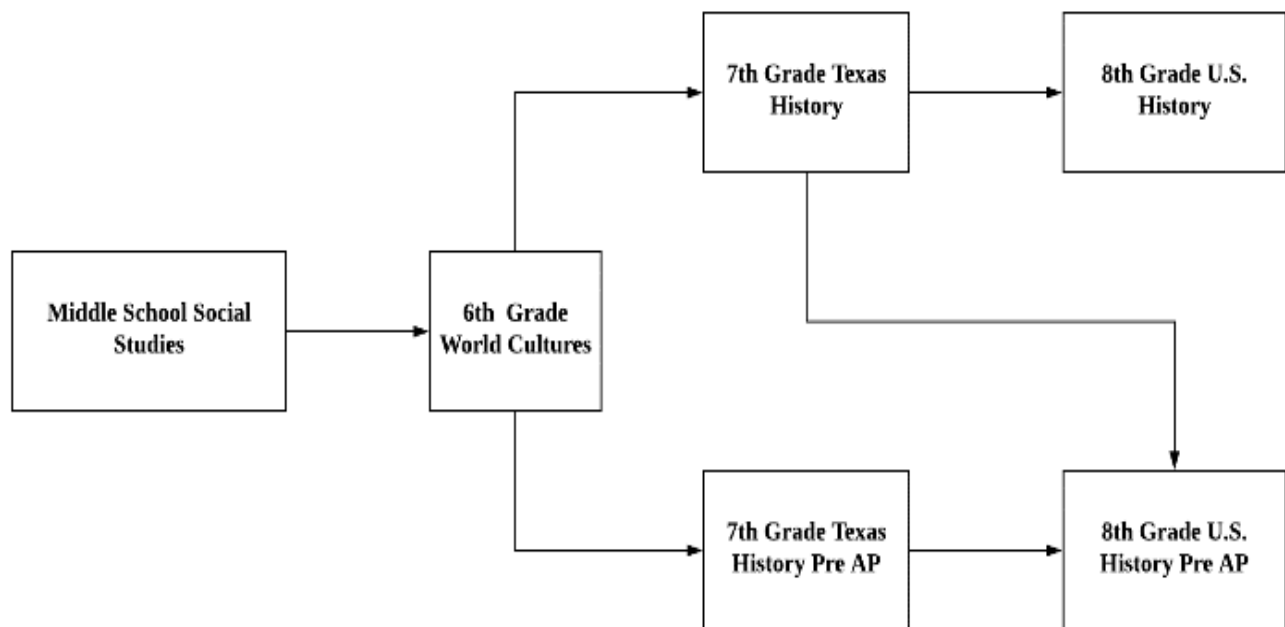 7th Grade Texas
History
8th Grade U.S.
History
Middle School Social
Studies
6th Grade
World Cultures
7th Grade Texas
History Pre AP
8th Grade U.S.
History Pre AP